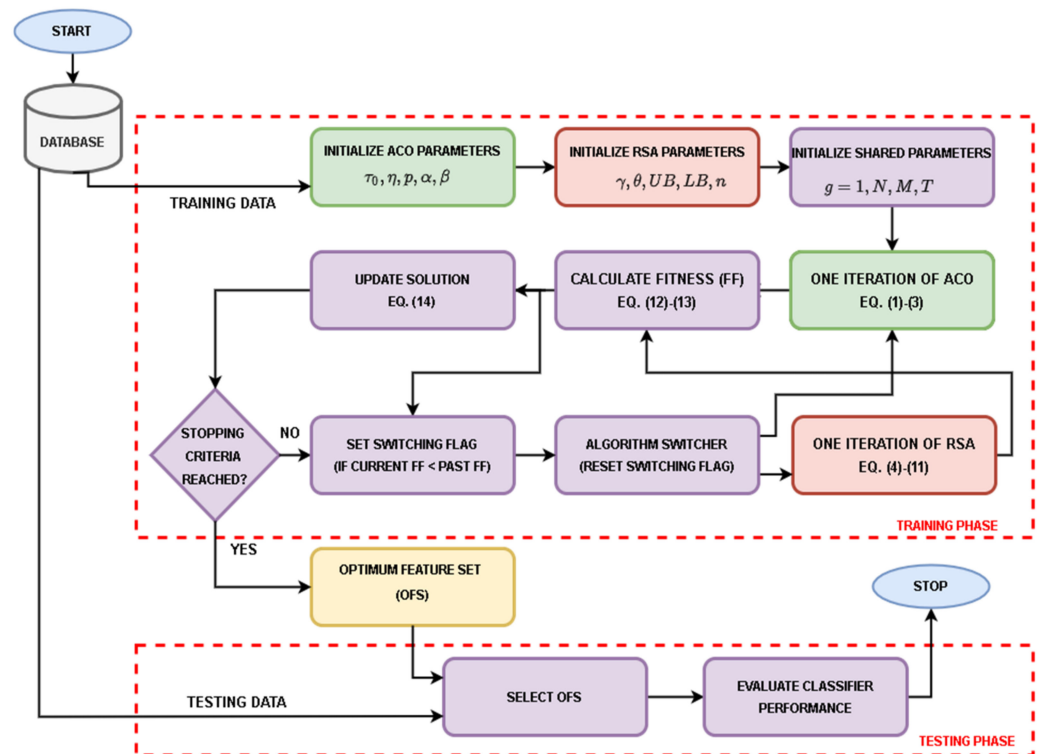 START
DATABASE
INITIALIZE ACO PARAMETERS
τ₀, η, p, α, β
INITIALIZE RSA PARAMETERS
γ, θ, UB, LB, n
INITIALIZE SHARED PARAMETERS
g = 1, N, M, T
TRAINING DATA
UPDATE SOLUTION
EQ. (14)
CALCULATE FITNESS (FF)
EQ. (12)-(13)
ONE ITERATION OF ACO
EQ. (1)-(3)
STOPPING
CRITERIA
REACHED?
NO
SET SWITCHING FLAG
(IF CURRENT FF < PAST FF)
ALGORITHM SWITCHER
(RESET SWITCHING FLAG)
ONE ITERATION OF RSA
EQ. (4)-(11)
TRAINING PHASE
YES
OPTIMUM FEATURE SET
(OFS)
STOP
TESTING DATA
SELECT OFS
EVALUATE CLASSIFIER
PERFORMANCE
TESTING PHASE